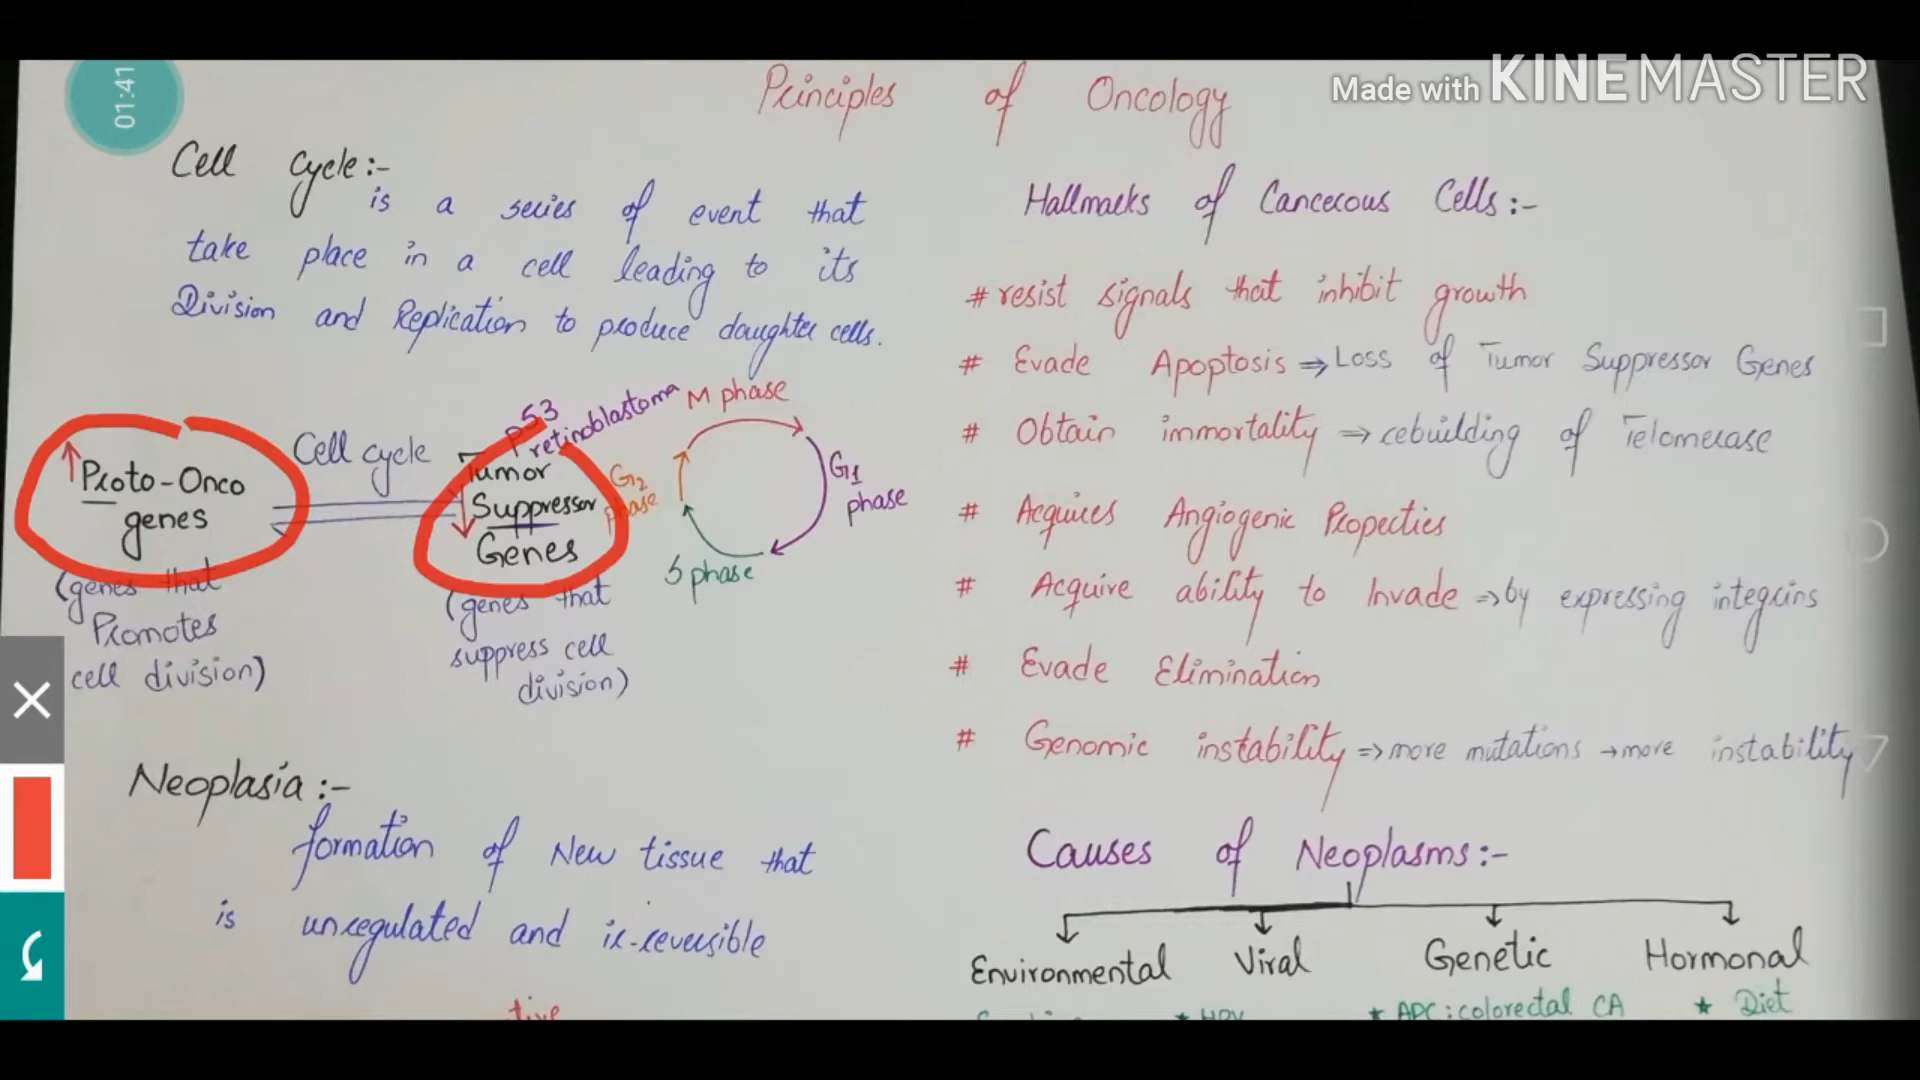 01:41
Made with KINEMASTER
Principles of Oncology
Cell Cycle:-
is a series of event that
take place in a cell leading to its
Division and Replication to produce daughter cells.
Proto-Onco
genes
(genes that
Promotes
cell division)
Cell cycle
p53
retinoblastoma
Tumor
Suppressor
Genes
(genes that
suppress cell
division)
M phase
G1
phase
S phase
G2
phase
Neoplasia:-
formation of New tissue that
is unregulated and ir-reversible
tive
Hallmarks of Cancerous Cells:-
# resist signals that inhibit growth
# Evade Apoptosis ⇒ Loss of Tumor Suppressor Genes
# Obtain immortality ⇒ rebuilding of Telomerase
# Acquires Angiogenic Properties
# Acquire ability to Invade ⇒ by expressing integrins
# Evade Elimination
# Genomic instability ⇒ more mutations → more instability
Causes of Neoplasms:-
Environmental Viral Genetic Hormonal
* HPV * APC: colorectal CA * Diet